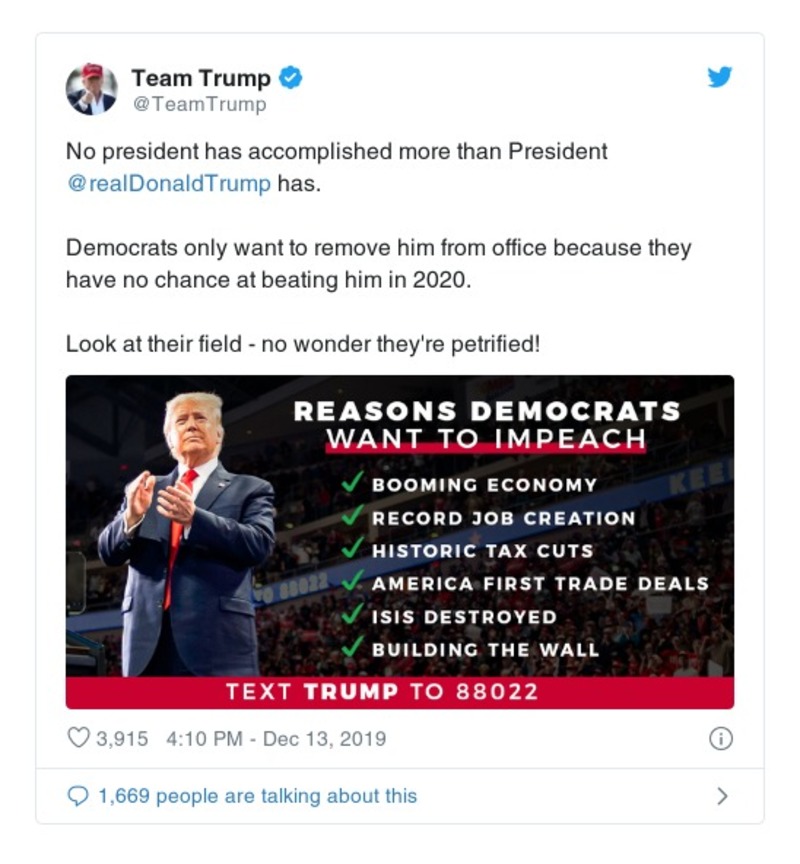 Team Trump
@TeamTrump
No president has accomplished more than President
@realDonaldTrump has.
Democrats only want to remove him from office because they
have no chance at beating him in 2020.
Look at their field - no wonder they're petrified!
REASONS DEMOCRATS
WANT TO IMPEACH
BOOMING ECONOMY
RECORD JOB CREATION
HISTORIC TAX CUTS
AMERICA FIRST TRADE DEALS
ISIS DESTROYED
BUILDING THE WALL
KEE
TO 88022
TEXT TRUMP TO 88022
3,915 4:10 PM - Dec 13, 2019
1,669 people are talking about this